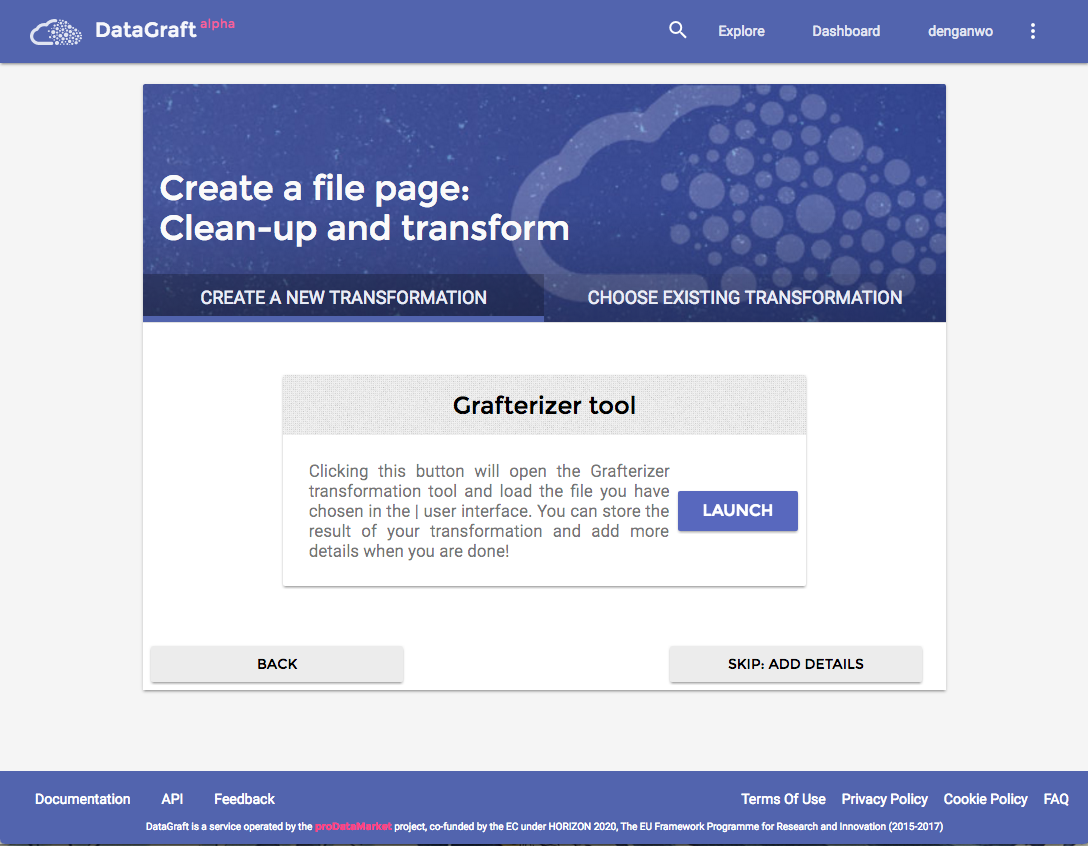 DataGraft alpha
Explore Dashboard denganwo
Create a file page:
Clean-up and transform
CREATE A NEW TRANSFORMATION CHOOSE EXISTING TRANSFORMATION
Grafterizer tool
Clicking this button will open the Grafterizer
transformation tool and load the file you have
chosen in the | user interface. You can store the
result of your transformation and add more
details when you are done!
LAUNCH
BACK SKIP: ADD DETAILS
Documentation API Feedback Terms Of Use Privacy Policy Cookie Policy FAQ
DataGraft is a service operated by the proDataMarket project, co-funded by the EC under HORIZON 2020, The EU Framework Programme for Research and Innovation (2015-2017)